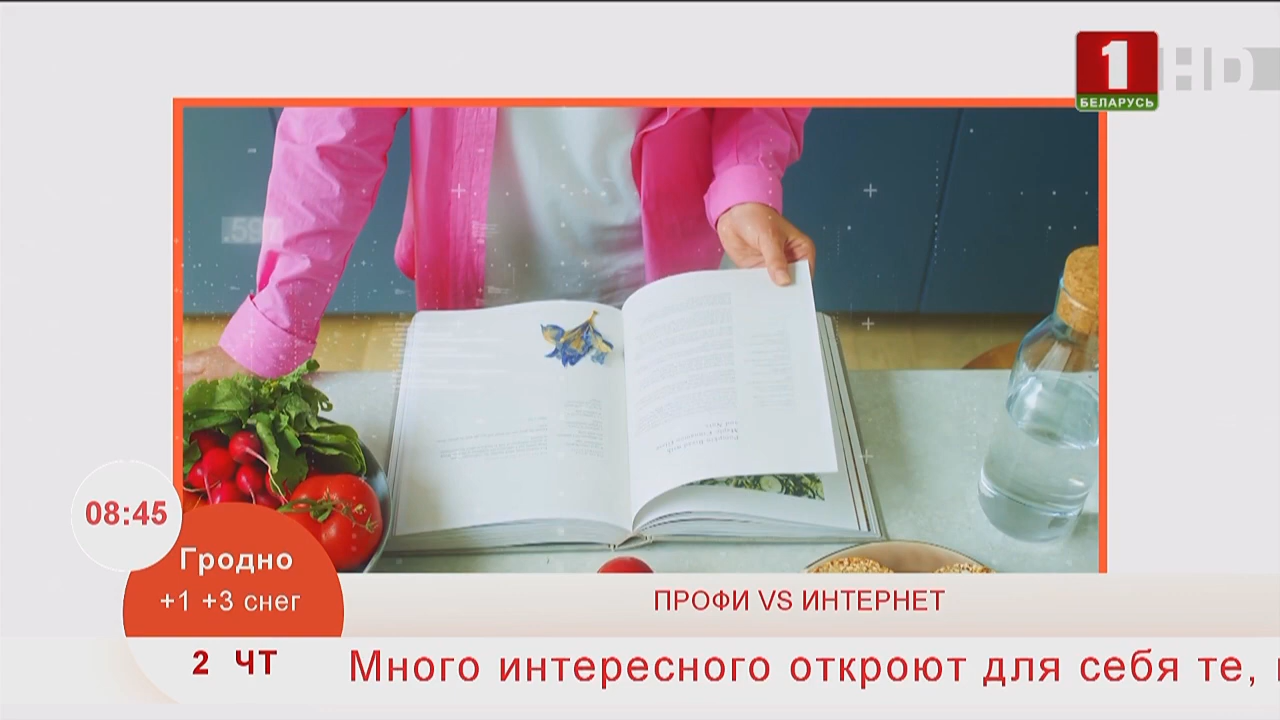 1 HD
БЕЛАРУСЬ
.597
08:45
Гродно
+1 +3 снег
ПРОФИ VS ИНТЕРНЕТ
2 ЧТ
Много интересного откроют для себя те,